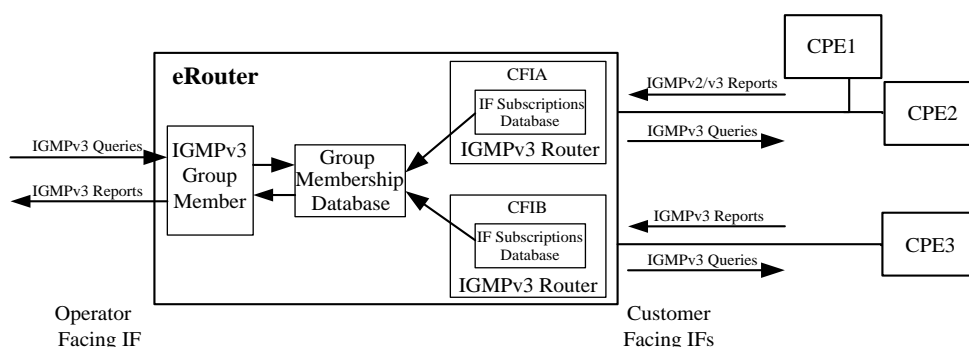 CPE1
eRouter
CFIA
IGMPv2/v3 Reports
IF Subscriptions
Database
CPE2
IGMPv3 Queries
IGMPv3
Group
Member
Group
Membership
Database
IGMPv3 Router
IGMPv3 Queries
IGMPv3 Reports
CFIB
IGMPv3 Reports
IF Subscriptions
Database
CPE3
IGMPv3 Router
IGMPv3 Queries
Operator
Facing IF
Customer
Facing IFs